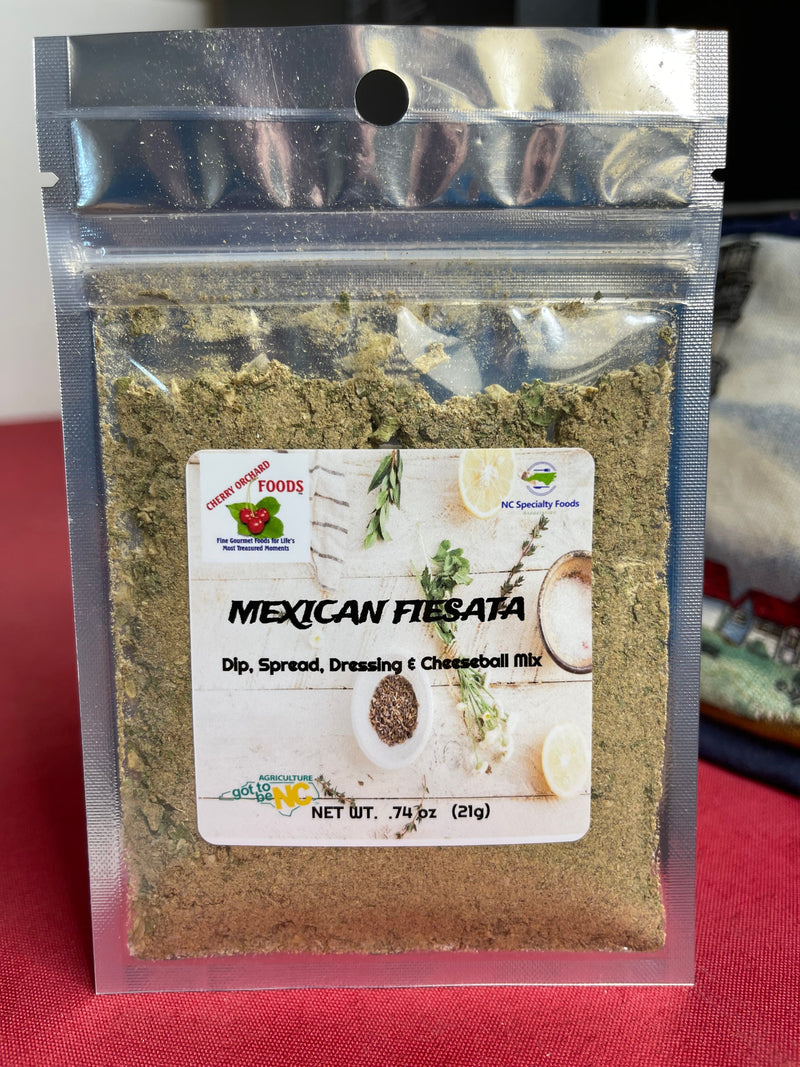 CHERRY ORCHARD
FOODS
Fine Gourmet Foods for Life's
Most Treasured Moments
NC Specialty Foods
MEXICAN FIESATA
Dip, Spread, Dressing & Cheeseball Mix
AGRICULTURE
got to
be NC
NET WT. .74 oz (21g)